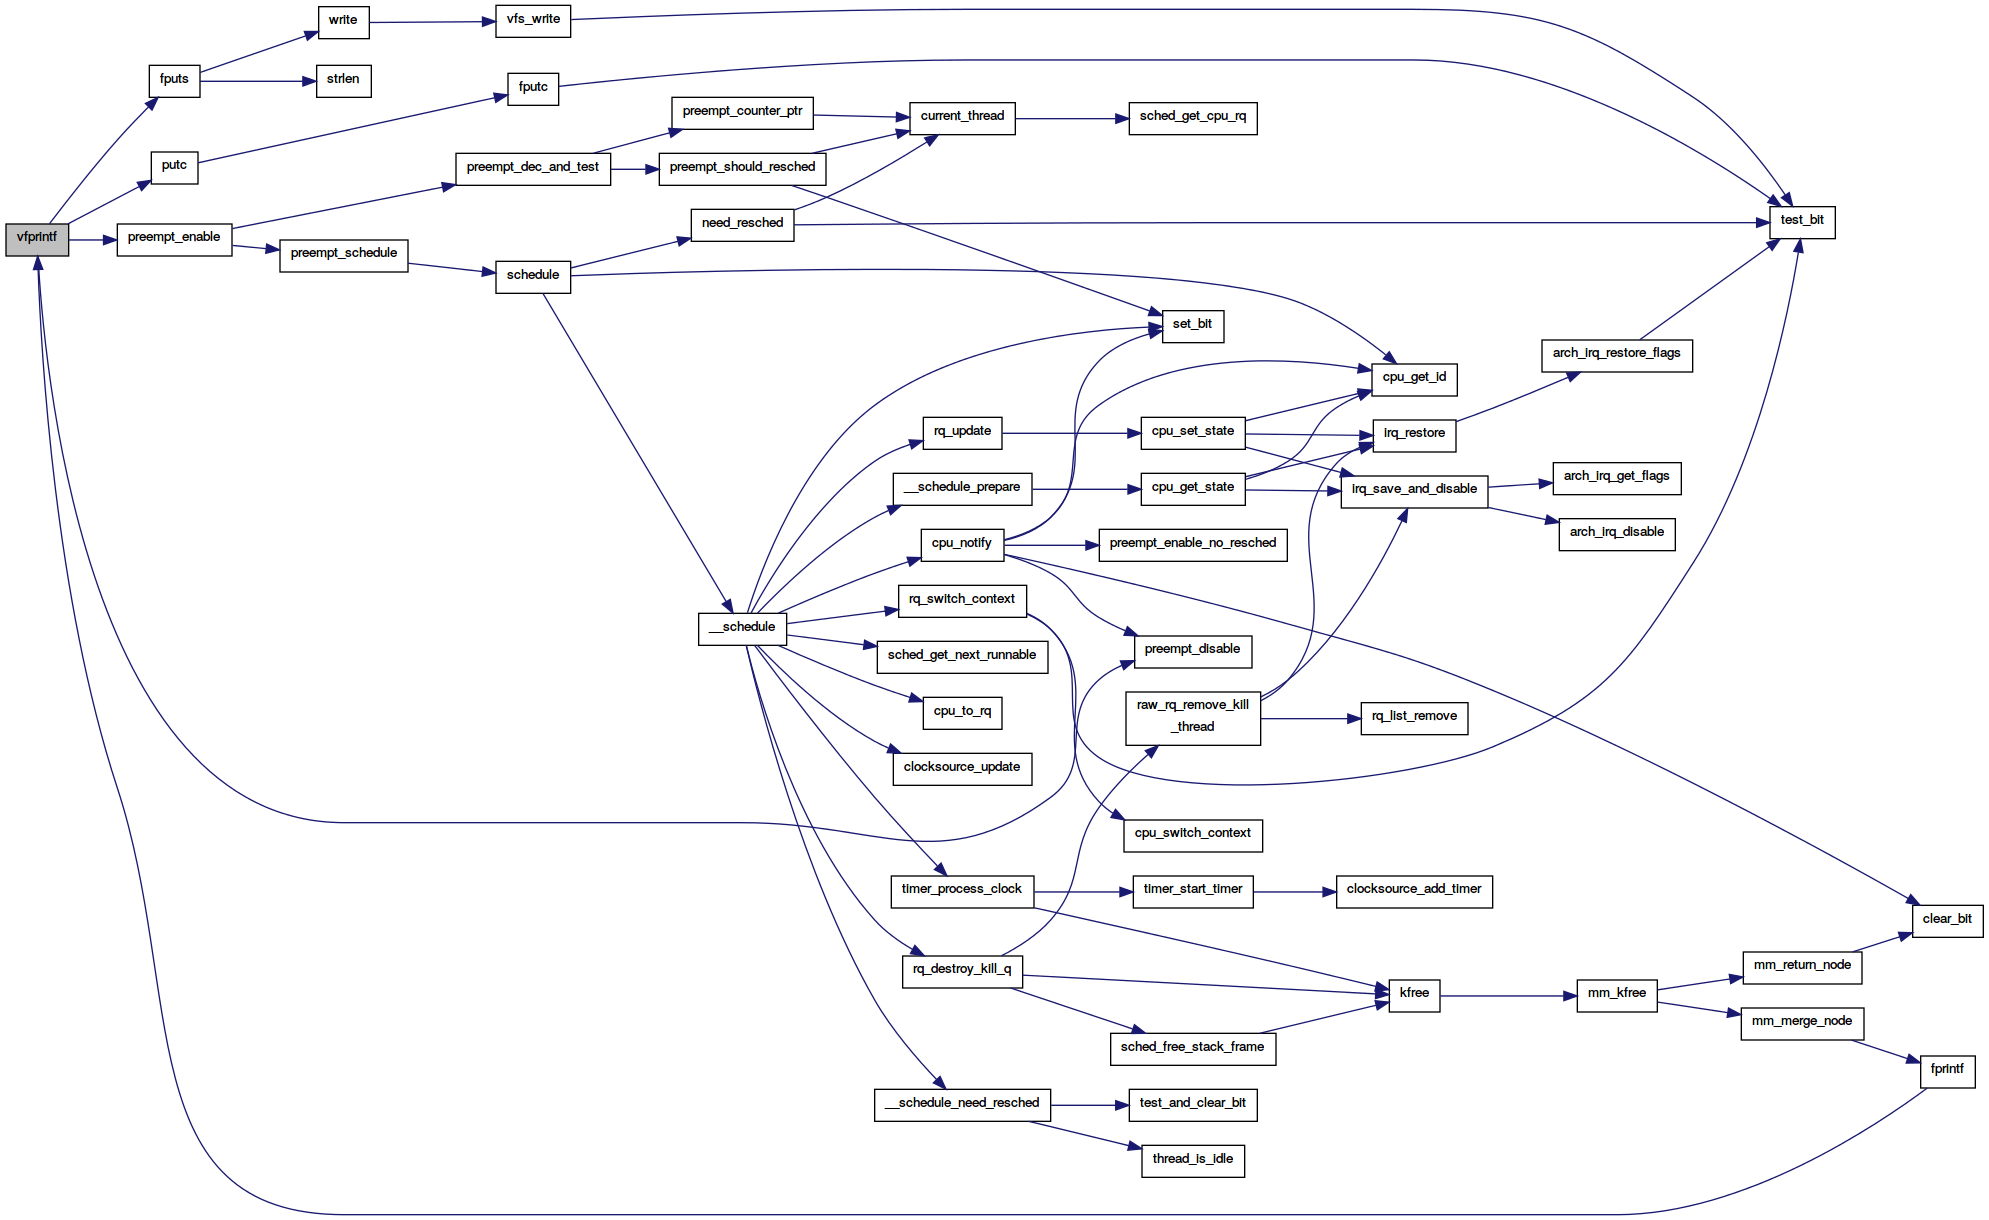 write
vfs_write
fputs
strlen
fputc
preempt_counter_ptr
current_thread
sched_get_cpu_rq
putc
preempt_dec_and_test
preempt_should_resched
need_resched
test_bit
vfprintf
preempt_enable
preempt_schedule
schedule
set_bit
arch_irq_restore_flags
cpu_get_id
rq_update
cpu_set_state
irq_restore
__schedule_prepare
cpu_get_state
irq_save_and_disable
arch_irq_get_flags
cpu_notify
preempt_enable_no_resched
arch_irq_disable
rq_switch_context
__schedule
sched_get_next_runnable
preempt_disable
cpu_to_rq
raw_rq_remove_kill
_thread
rq_list_remove
clocksource_update
cpu_switch_context
timer_process_clock
timer_start_timer
clocksource_add_timer
clear_bit
rq_destroy_kill_q
mm_return_node
kfree
mm_kfree
mm_merge_node
sched_free_stack_frame
fprintf
__schedule_need_resched
test_and_clear_bit
thread_is_idle